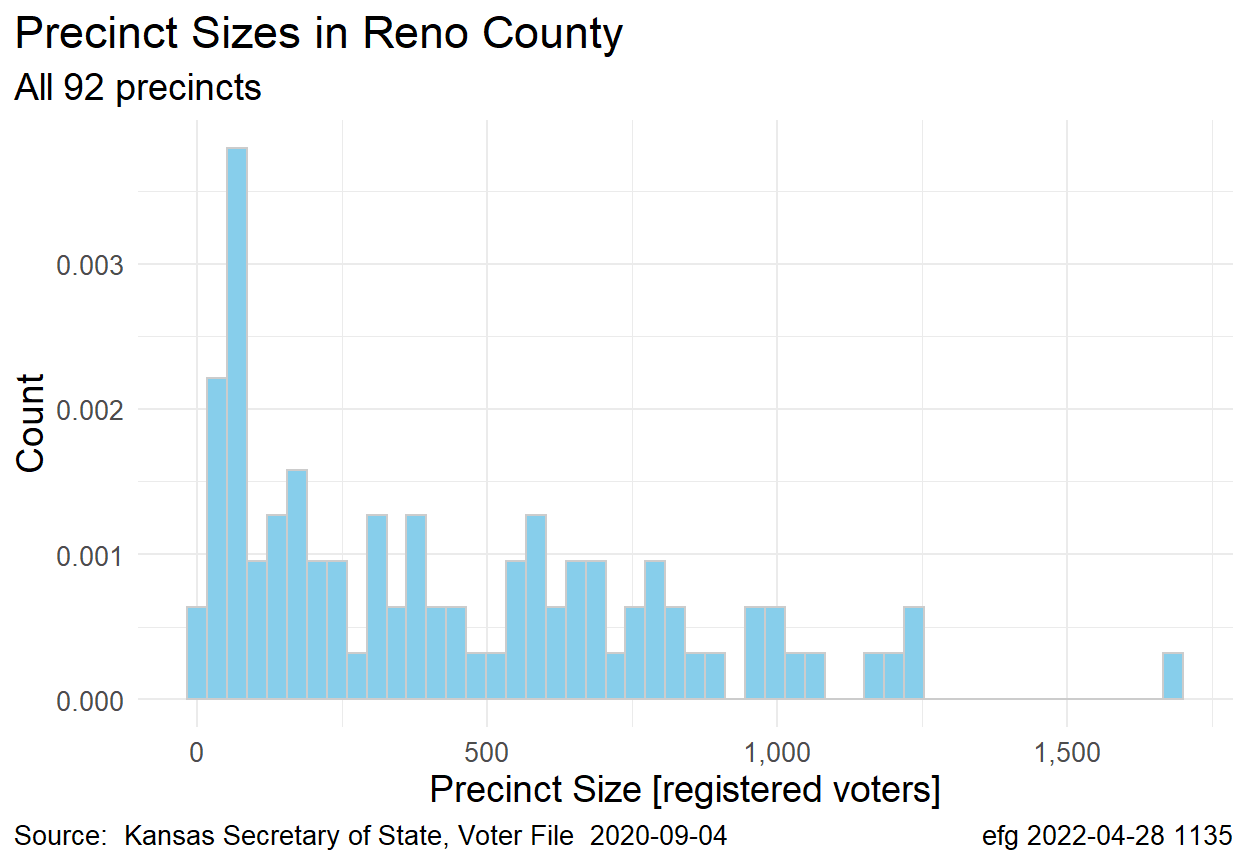 Precinct Sizes in Reno County
All 92 precincts
0.003
0.002
0.001
0.000
Count
0 500 1,000 1,500
Precinct Size [registered voters]
Source:  Kansas Secretary of State, Voter File  2020-09-04
efg 2022-04-28 1135